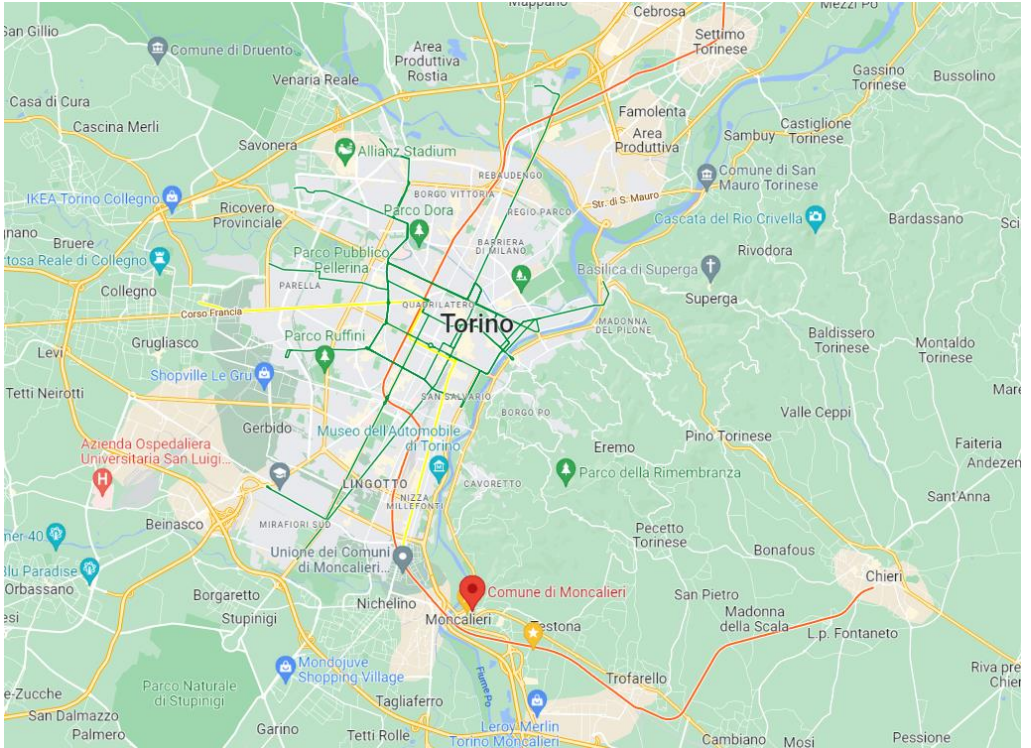 Mappano
Cebrosa
Mezzi Po
San Gillio
Comune di Druento
Area
Produttiva
Rostia
Settimo
Torinese
Venaria Reale
Gassino
Torinese
Bussolino
Casa di Cura
Cascina Merli
Savonera
Allianz Stadium
Famolenta
Area
Produttiva
Castiglione
Torinese
Sambuy
REBAUDENGO
Comune di San
Mauro Torinese
IKEA Torino Collegno
Ricovero
Provinciale
BORGO VITTORIA
Str. di S. Mauro
Parco Dora
REGIO PARCO
Cascata del Rio Crivella
Bardassano
Sci
gnano
Bruere
tosa Reale di Collegno
Parco Pubblico
Pellerina
BARRIERA
DI MILANO
Rivodora
Basilica di Superga
Collegno
PARELLA
Superga
Corso Francia
QUADRILATERO
Torino
MADONNA
DEL PILONE
Grugliasco
Parco Ruffini
Baldissero
Torinese
Montaldo
Torinese
Levi
Shopville Le Gru
Tetti Neirotti
SAN SALVARIO
BORGO PO
Mare
Valle Ceppi
Gerbido
Museo dell'Automobile
di Torino
Pino Torinese
Eremo
Faiteria
Andezen
Azienda Ospedaliera
Universitaria San Luigi...
Parco della Rimembranza
LINGOTTO
CAVORETTO
NIZZA
MILLEFONTI
Sant'Anna
Beinasco
MIRAFIORI SUD
Pecetto
Torinese
mer-40
Bonafous
Unione dei Comuni
di Moncalieri...
Blu Paradise
Orbassano
Chieri
Comune di Moncalieri
Borgaretto
Nichelino
San Pietro
esi
Stupinigi
Moncalieri
Testona
Madonna
della Scala
L.p. Fontaneto
Mondojuve
Shopping Village
Riva pre
Chier
e-Zucche
Parco Naturale
di Stupinigi
Fiume Po
Trofarello
Tagliaferro
San Dalmazzo
Palmero
Garino
Tetti Rolle
Leroy Merlin
Torino Moncalieri
Cambiano
Mosi
Pessione